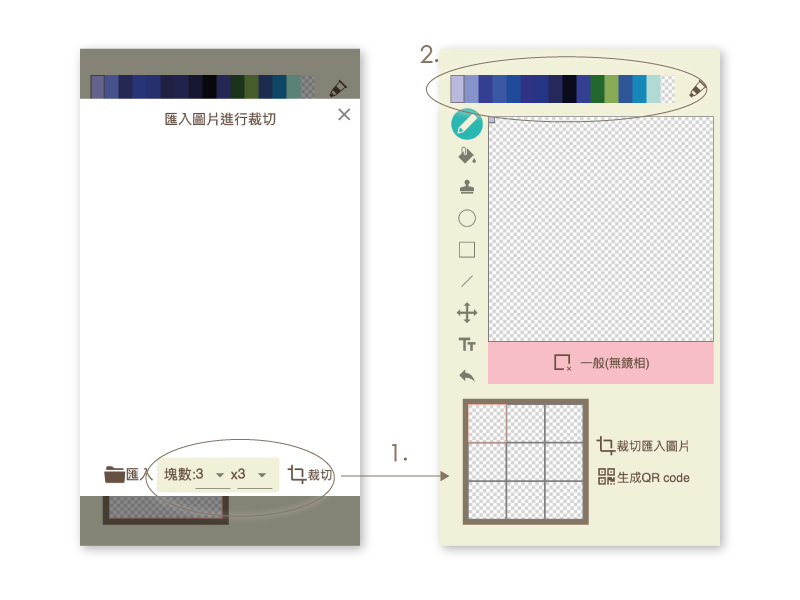 匯入圖片進行裁切
匯入
塊數:3
x3
裁切
1.
2.
Tт
一般(無鏡相)
裁切匯入圖片
生成QR code